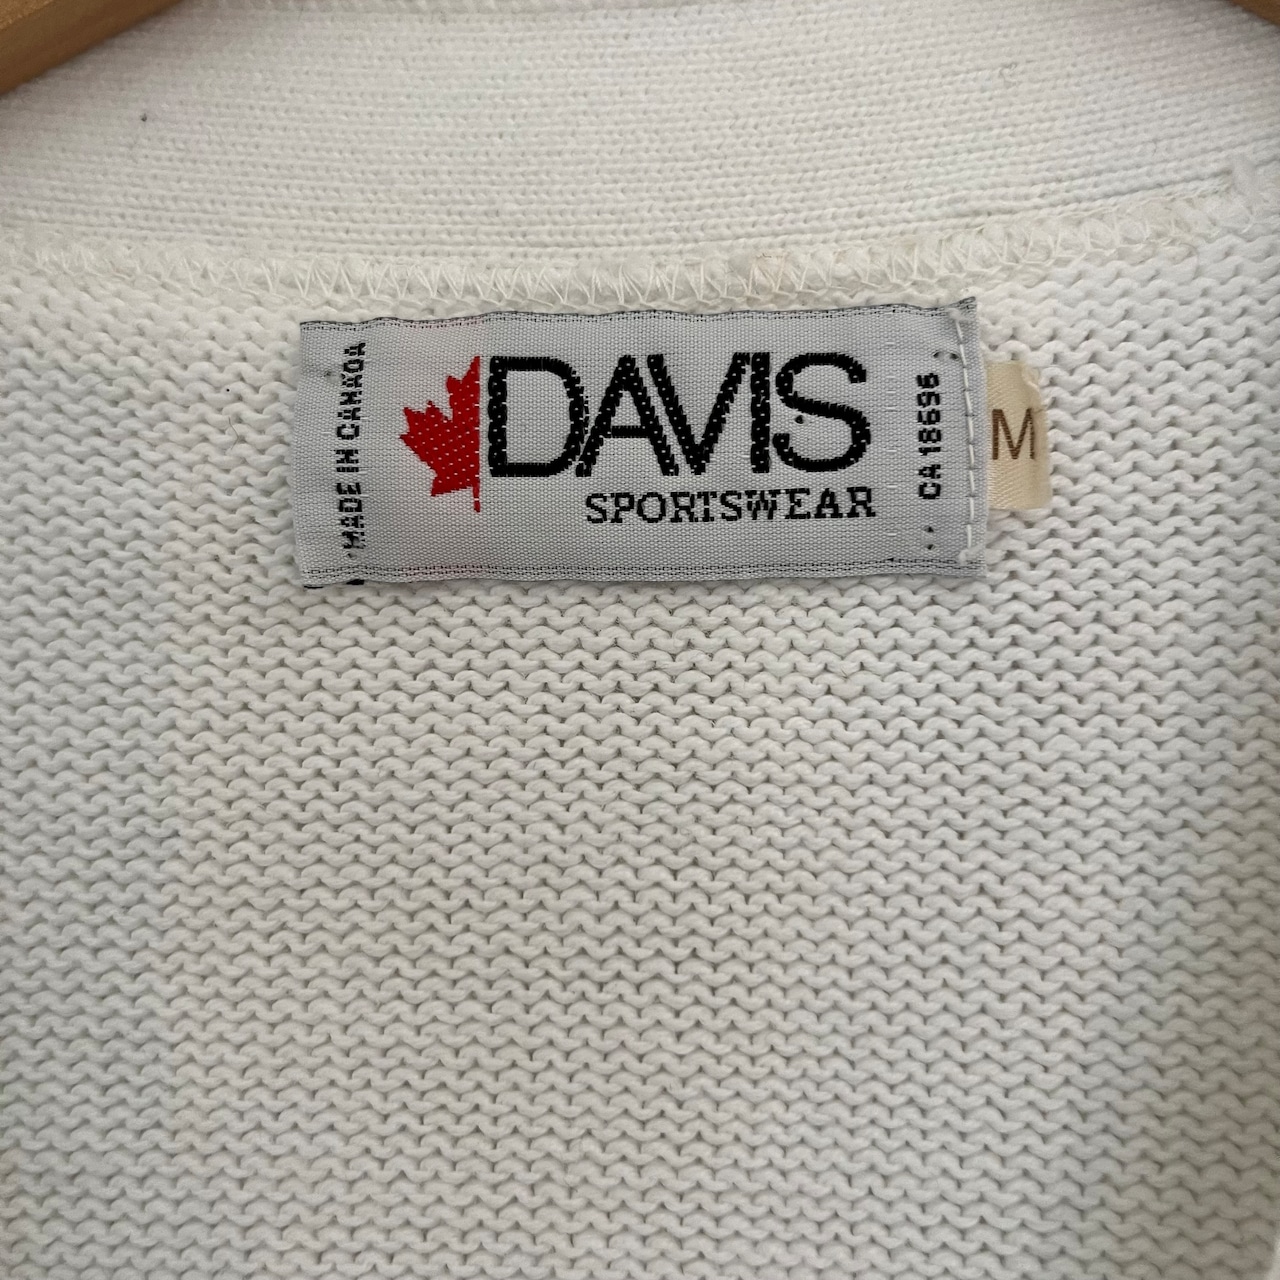 MADE IN CANADA
DAVIS
SPORTSWEAR
CA 18696
M